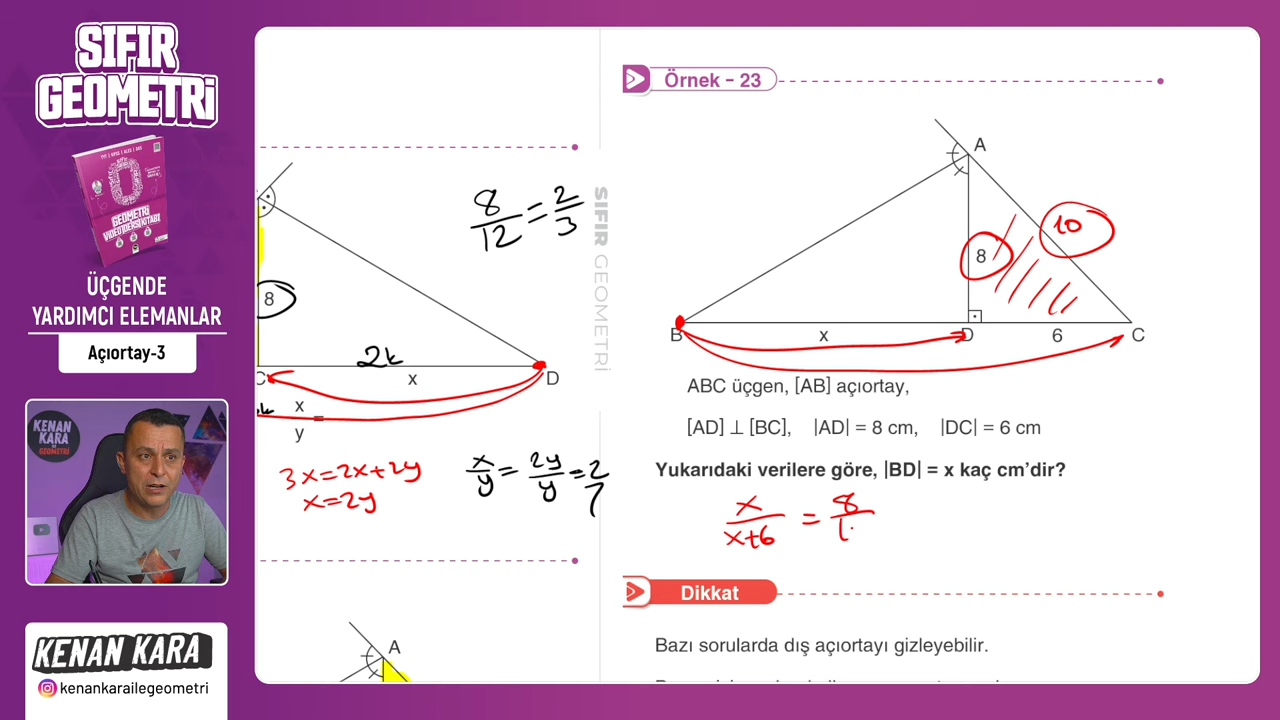 SIFIR
GEOMETRİ
GEOMETRİ
VİDEO DERS KİTABI
ÜÇGENDE
YARDIMCI ELEMANLAR
Açıortay-3
KENAN
KARA
KENAN KARA
kenankarailegeometri
8
C
2k
x
D
x
y
=
8/12 = 2/3
3x=2x+2y
x=2y
x/y = 2y/y = 2/
SIFIR GEOMETRİ
Örnek - 23
A
10
8
B
x
D
6
C
ABC üçgen, [AB] açıortay,
[AD] ⊥ [BC], |AD| = 8 cm, |DC| = 6 cm
Yukarıdaki verilere göre, |BD| = x kaç cm'dir?
x/x+6 = 8/1
Dikkat
Bazı sorularda dış açıortayı gizleyebilir.
A